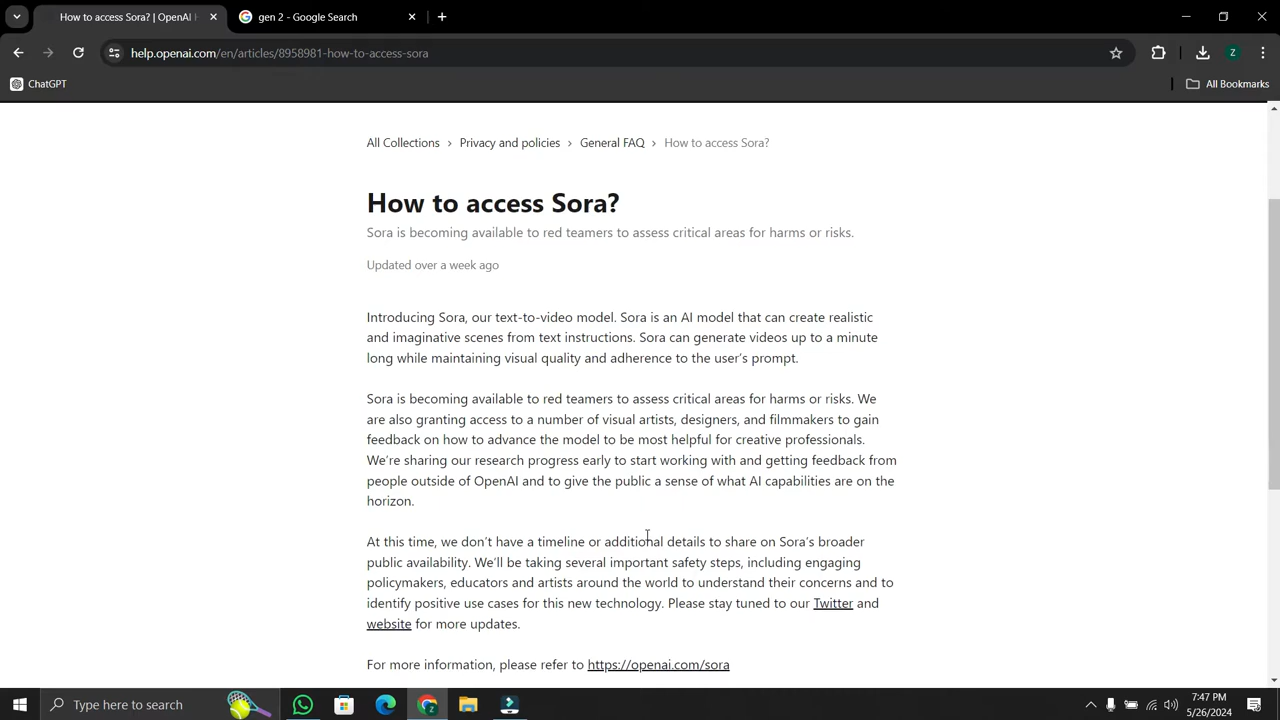 How to access Sora? | OpenAI H
gen 2 - Google Search
help.openai.com/en/articles/8958981-how-to-access-sora
Z
ChatGPT
All Bookmarks
All Collections > Privacy and policies > General FAQ > How to access Sora?
How to access Sora?
Sora is becoming available to red teamers to assess critical areas for harms or risks.
Updated over a week ago
Introducing Sora, our text-to-video model. Sora is an AI model that can create realistic
and imaginative scenes from text instructions. Sora can generate videos up to a minute
long while maintaining visual quality and adherence to the user's prompt.
Sora is becoming available to red teamers to assess critical areas for harms or risks. We
are also granting access to a number of visual artists, designers, and filmmakers to gain
feedback on how to advance the model to be most helpful for creative professionals.
We're sharing our research progress early to start working with and getting feedback from
people outside of OpenAI and to give the public a sense of what AI capabilities are on the
horizon.
At this time, we don't have a timeline or additional details to share on Sora's broader
public availability. We'll be taking several important safety steps, including engaging
policymakers, educators and artists around the world to understand their concerns and to
identify positive use cases for this new technology. Please stay tuned to our Twitter and
website for more updates.
For more information, please refer to https://openai.com/sora
Type here to search
7:47 PM
5/26/2024